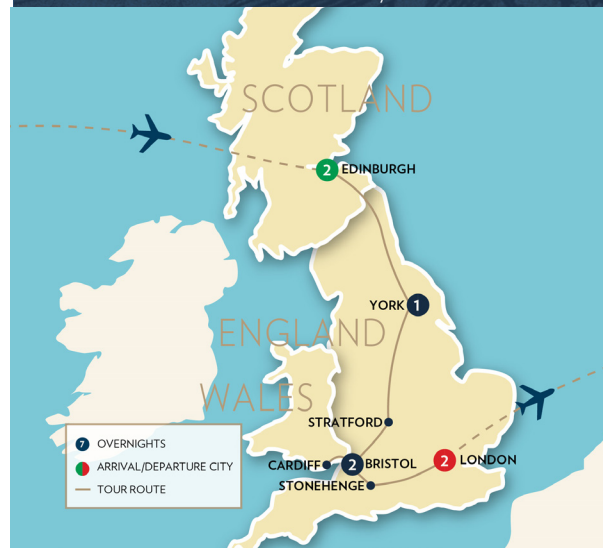 SCOTLAND
2 EDINBURGH
YORK 1
ENGLAND
WALES
STRATFORD
CARDIFF 2 BRISTOL
2 LONDON
STONEHENGE
7 OVERNIGHTS
ARRIVAL/DEPARTURE CITY
TOUR ROUTE